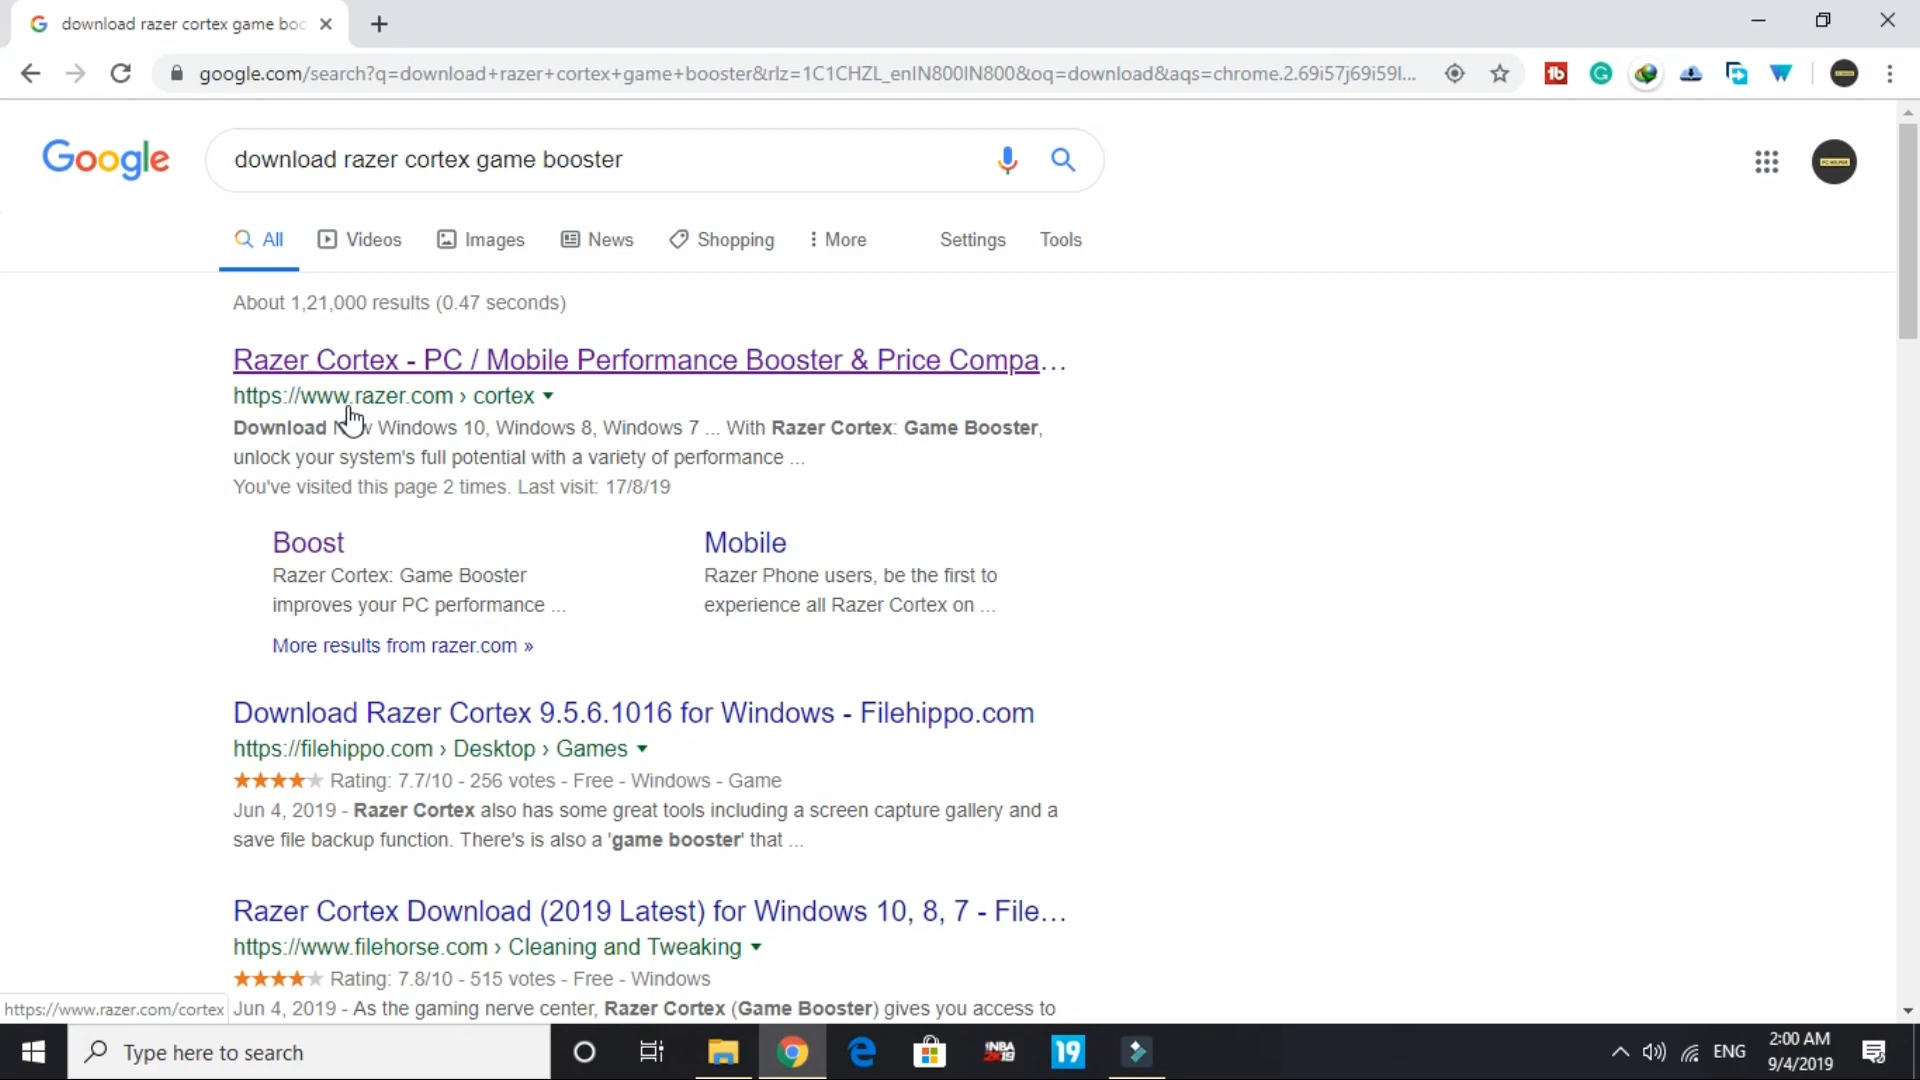 download razer cortex game boo
google.com/search?q=download+razer+cortex+game+booster&rlz=1C1CHZL_enIN800IN800&oq=download&aqs=chrome.2.69i57j69i59l...
Google
download razer cortex game booster
PC HELPER
All
Videos
Images
News
Shopping
More
Settings
Tools
About 1,21,000 results (0.47 seconds)
Razer Cortex - PC / Mobile Performance Booster & Price Compa...
https://www.razer.com › cortex
Download Windows 10, Windows 8, Windows 7 ... With Razer Cortex: Game Booster,
unlock your system's full potential with a variety of performance ...
You've visited this page 2 times. Last visit: 17/8/19
Boost
Mobile
Razer Cortex: Game Booster
improves your PC performance ...
Razer Phone users, be the first to
experience all Razer Cortex on ...
More results from razer.com »
Download Razer Cortex 9.5.6.1016 for Windows - Filehippo.com
https://filehippo.com › Desktop › Games
Rating: 7.7/10 - 256 votes - Free - Windows - Game
Jun 4, 2019 - Razer Cortex also has some great tools including a screen capture gallery and a
save file backup function. There's is also a 'game booster' that ...
Razer Cortex Download (2019 Latest) for Windows 10, 8, 7 - File...
https://www.filehorse.com › Cleaning and Tweaking
Rating: 7.8/10 - 515 votes - Free - Windows
https://www.razer.com/cortex
Jun 4, 2019 - As the gaming nerve center, Razer Cortex (Game Booster) gives you access to
Type here to search
NBA
2K19
19
ENG
2:00 AM
9/4/2019